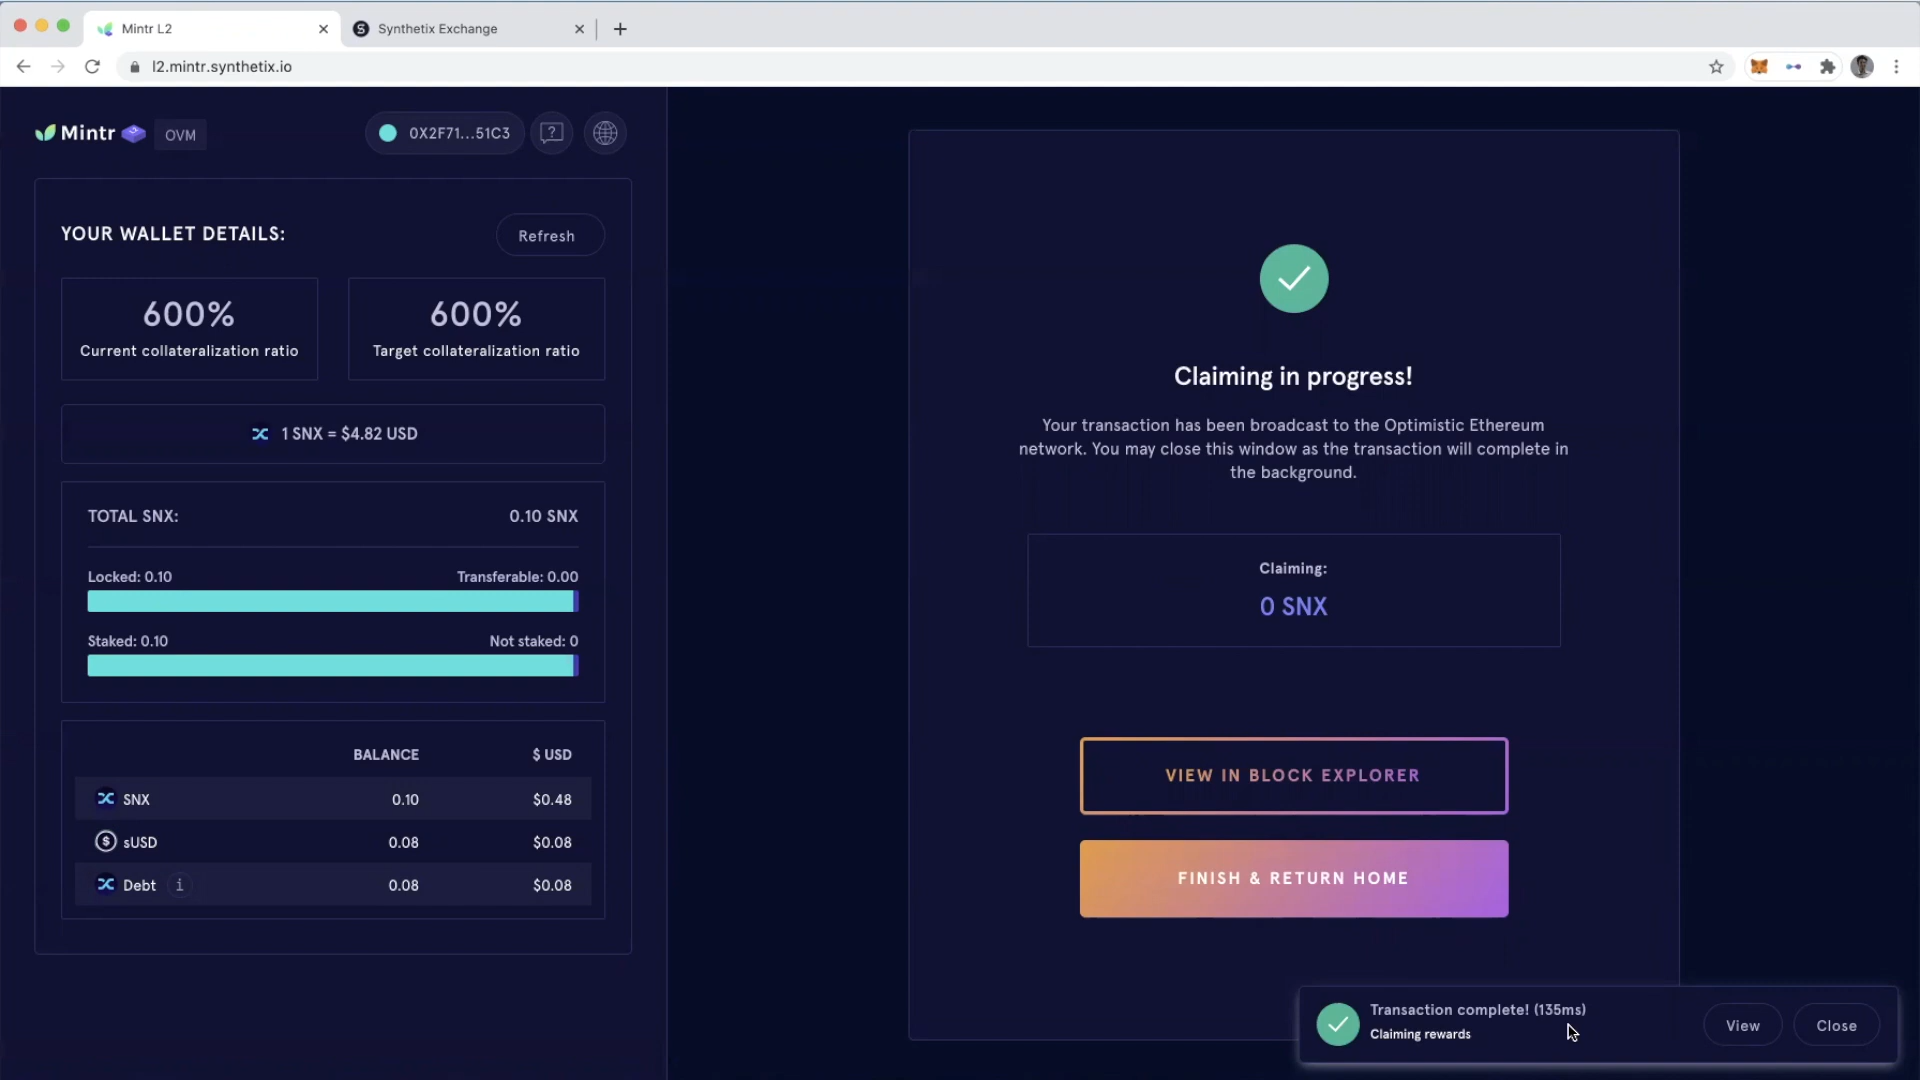 Mintr L2
Synthetix Exchange
l2.mintr.synthetix.io
Mintr
OVM
0X2F71...51C3
YOUR WALLET DETAILS:
Refresh
600%
Current collateralization ratio
600%
Target collateralization ratio
1 SNX = $4.82 USD
TOTAL SNX:
0.10 SNX
Locked: 0.10
Transferable: 0.00
Staked: 0.10
Not staked: 0
BALANCE
$ USD
SNX
0.10
$0.48
sUSD
0.08
$0.08
Debt
i
0.08
$0.08
Claiming in progress!
Your transaction has been broadcast to the Optimistic Ethereum
network. You may close this window as the transaction will complete in
the background.
Claiming:
0 SNX
VIEW IN BLOCK EXPLORER
FINISH & RETURN HOME
Transaction complete! (135ms)
Claiming rewards
View
Close